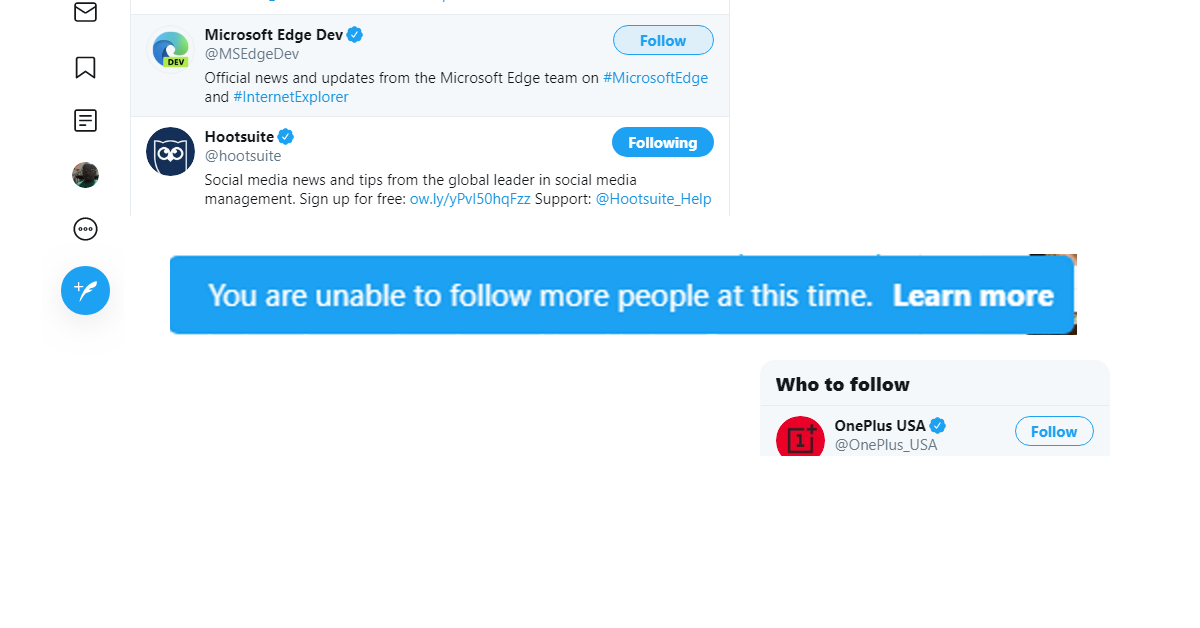 Microsoft Edge Dev
Follow
@MSEdgeDev
DEV
Official news and updates from the Microsoft Edge team on #MicrosoftEdge
and #InternetExplorer
Hootsuite
Following
@hootsuite
Social media news and tips from the global leader in social media
management. Sign up for free: ow.ly/yPvI50hqFzz Support: @Hootsuite_Help
You are unable to follow more people at this time. Learn more
Who to follow
OnePlus USA
Follow
@OnePlus_USA
1+